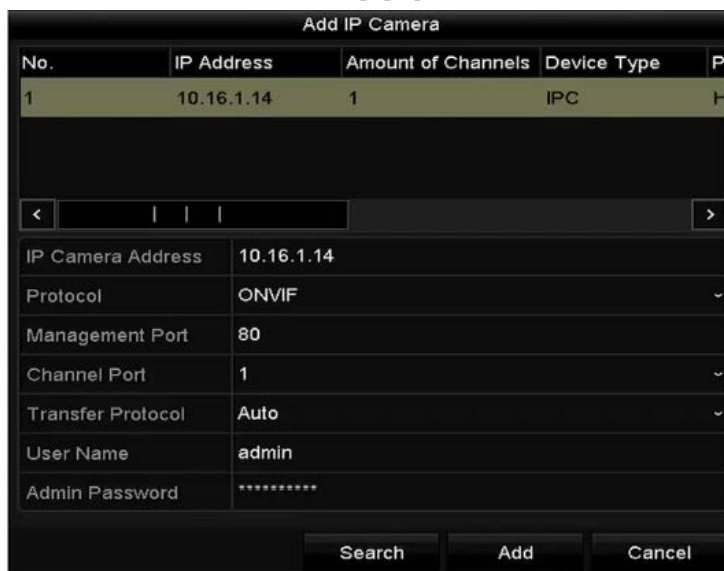 Add IP Camera
No. IP Address Amount of Channels Device Type P
1 10.16.1.14 1 IPC H
IP Camera Address 10.16.1.14
Protocol ONVIF
Management Port 80
Channel Port 1
Transfer Protocol Auto
User Name admin
Admin Password **********
Search Add Cancel